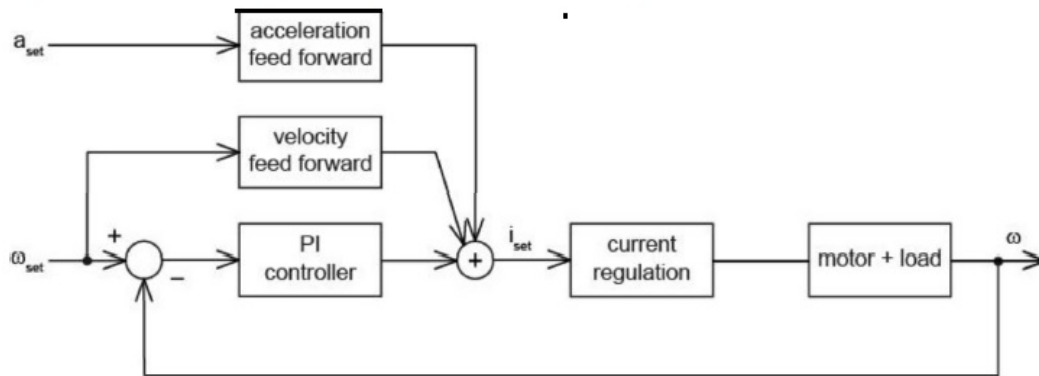 acceleration
feed forward
a_set
velocity
feed forward
+
ω_set
−
PI
controller
+
i_set
current
regulation
motor + load
ω